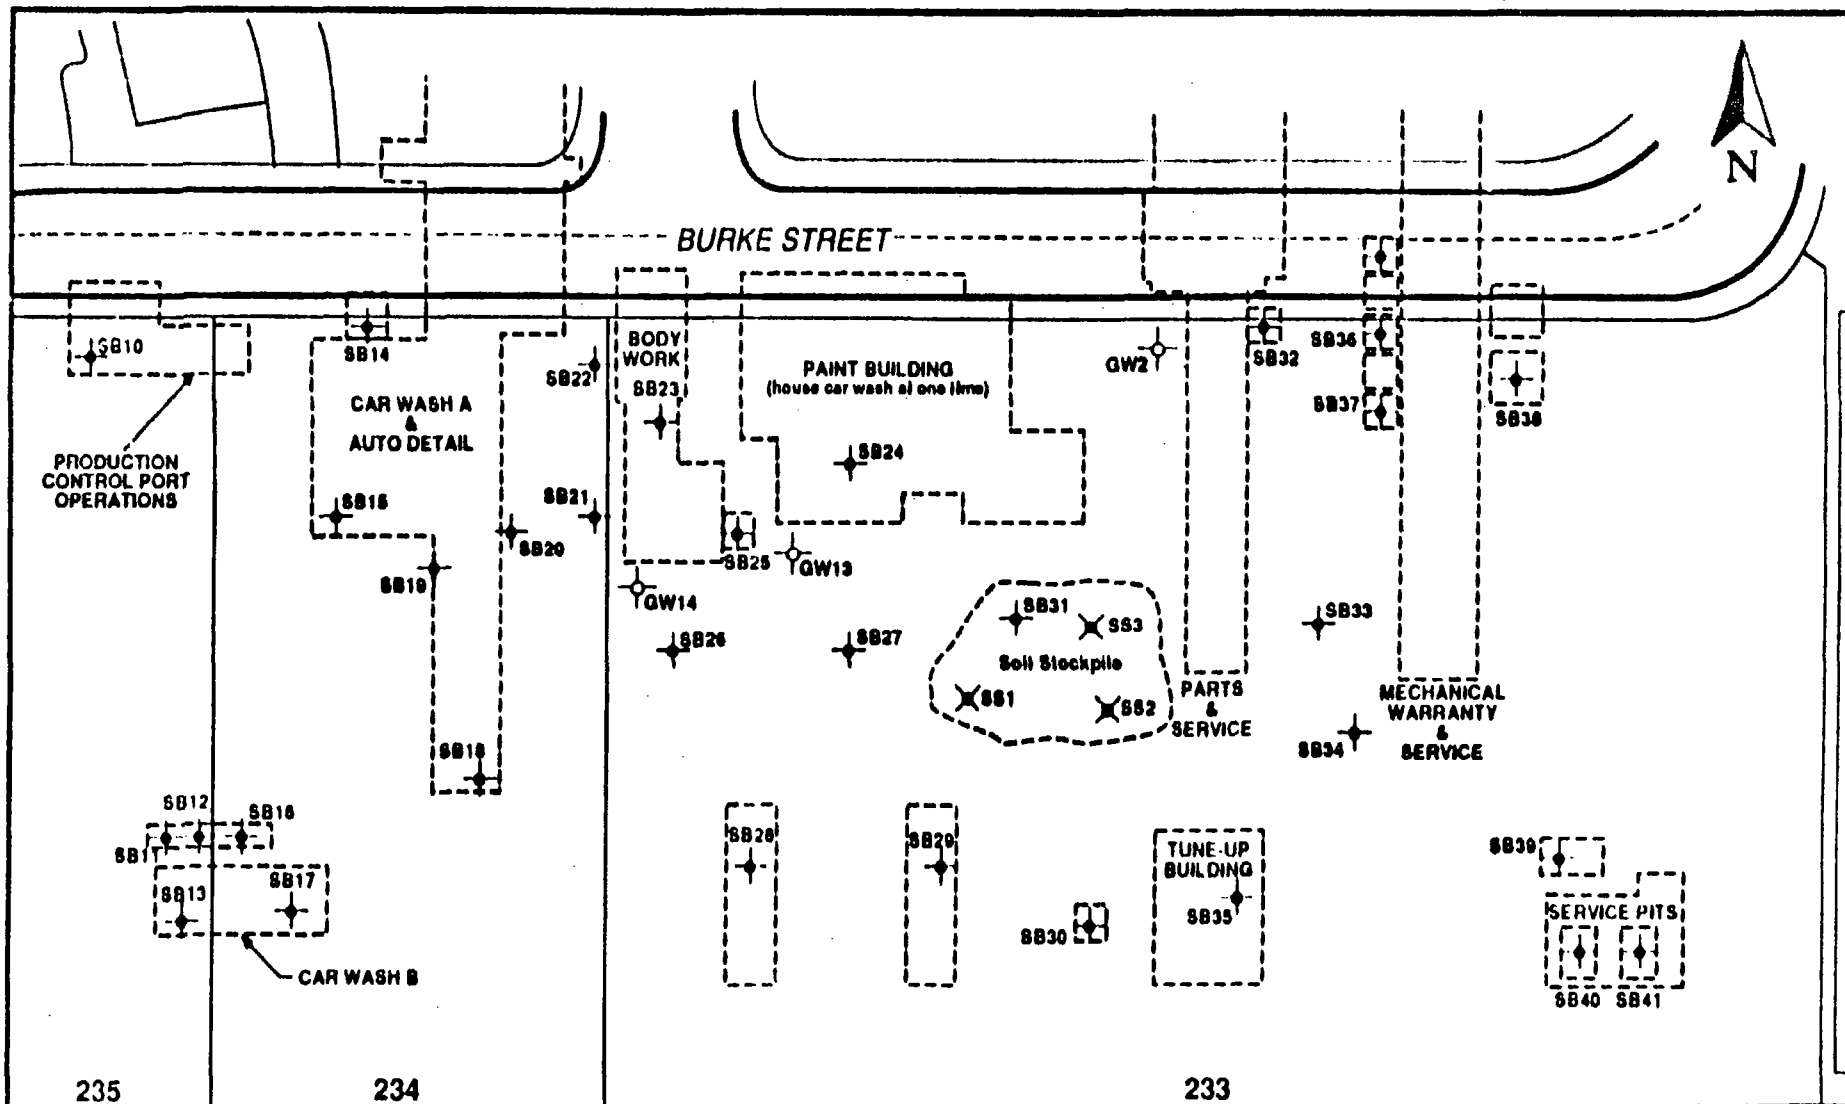 N
BURKE STREET
SB10
SB14
BODY
WORK
SB23
SB22
PAINT BUILDING
(house car wash at one time)
GW2
SB32
SB36
SB37
SB38
CAR WASH A
&
AUTO DETAIL
PRODUCTION
CONTROL PORT
OPERATIONS
SB24
SB15
SB21
SB20
SB25
GW13
SB19
GW14
SB31
SS3
SB33
SB26
SB27
Soil Stockpile
SS1
SS2
PARTS
&
SERVICE
MECHANICAL
WARRANTY
&
SERVICE
SB34
SB18
SB12
SB16
SB11
SB28
SB29
TUNE-UP
BUILDING
SB39
SB13
SB17
SB35
SB30
SERVICE PITS
CAR WASH B
SB40
SB41
235
234
233